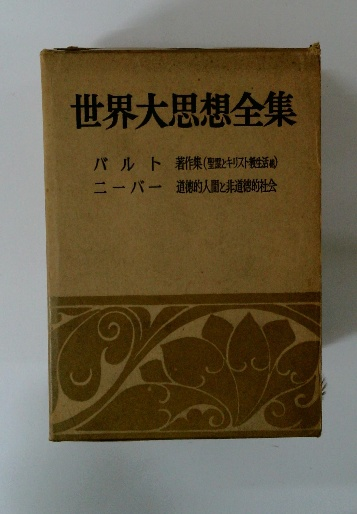 世界大思想全集
バルト 著作集(聖霊とキリスト教生活他)
ニーバー 道徳的人間と非道徳的社会